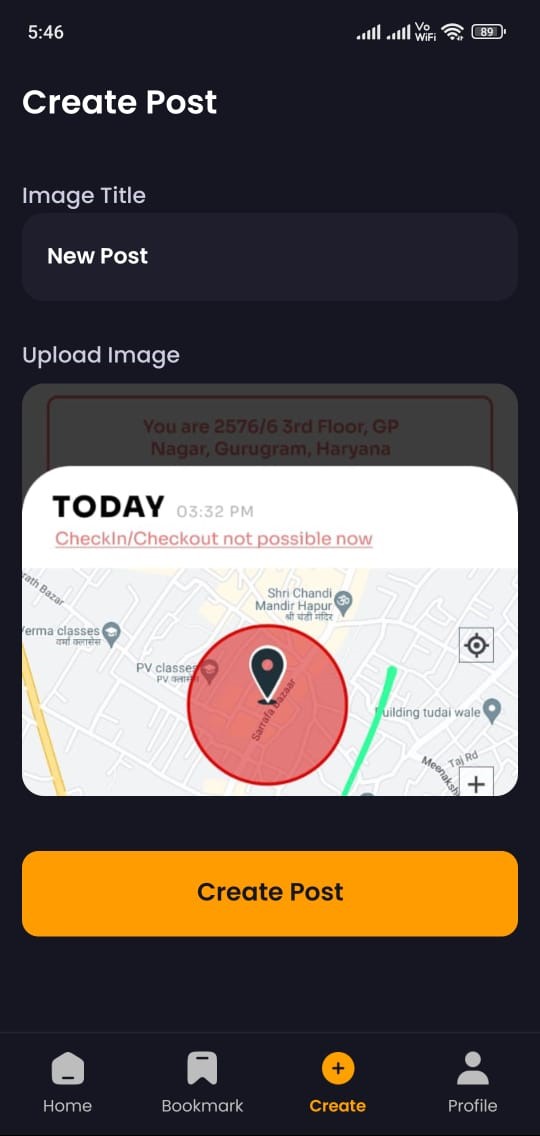 5:46
Vo
WiFi
89
Create Post
Image Title
New Post
Upload Image
You are 2576/6 3rd Floor, GP
Nagar, Gurugram, Haryana
TODAY 03:32 PM
CheckIn/Checkout not possible now
rath Bazar
Shri Chandi
Mandir Hapur
श्री चंडी मंदिर
Verma classes
वर्मा क्लासेस
PV classes
PV क्लासेस
Sarrafa Bazaar
uilding tudai wale
Taj Rd
Meenaksh
Create Post
Home
Bookmark
Create
Profile